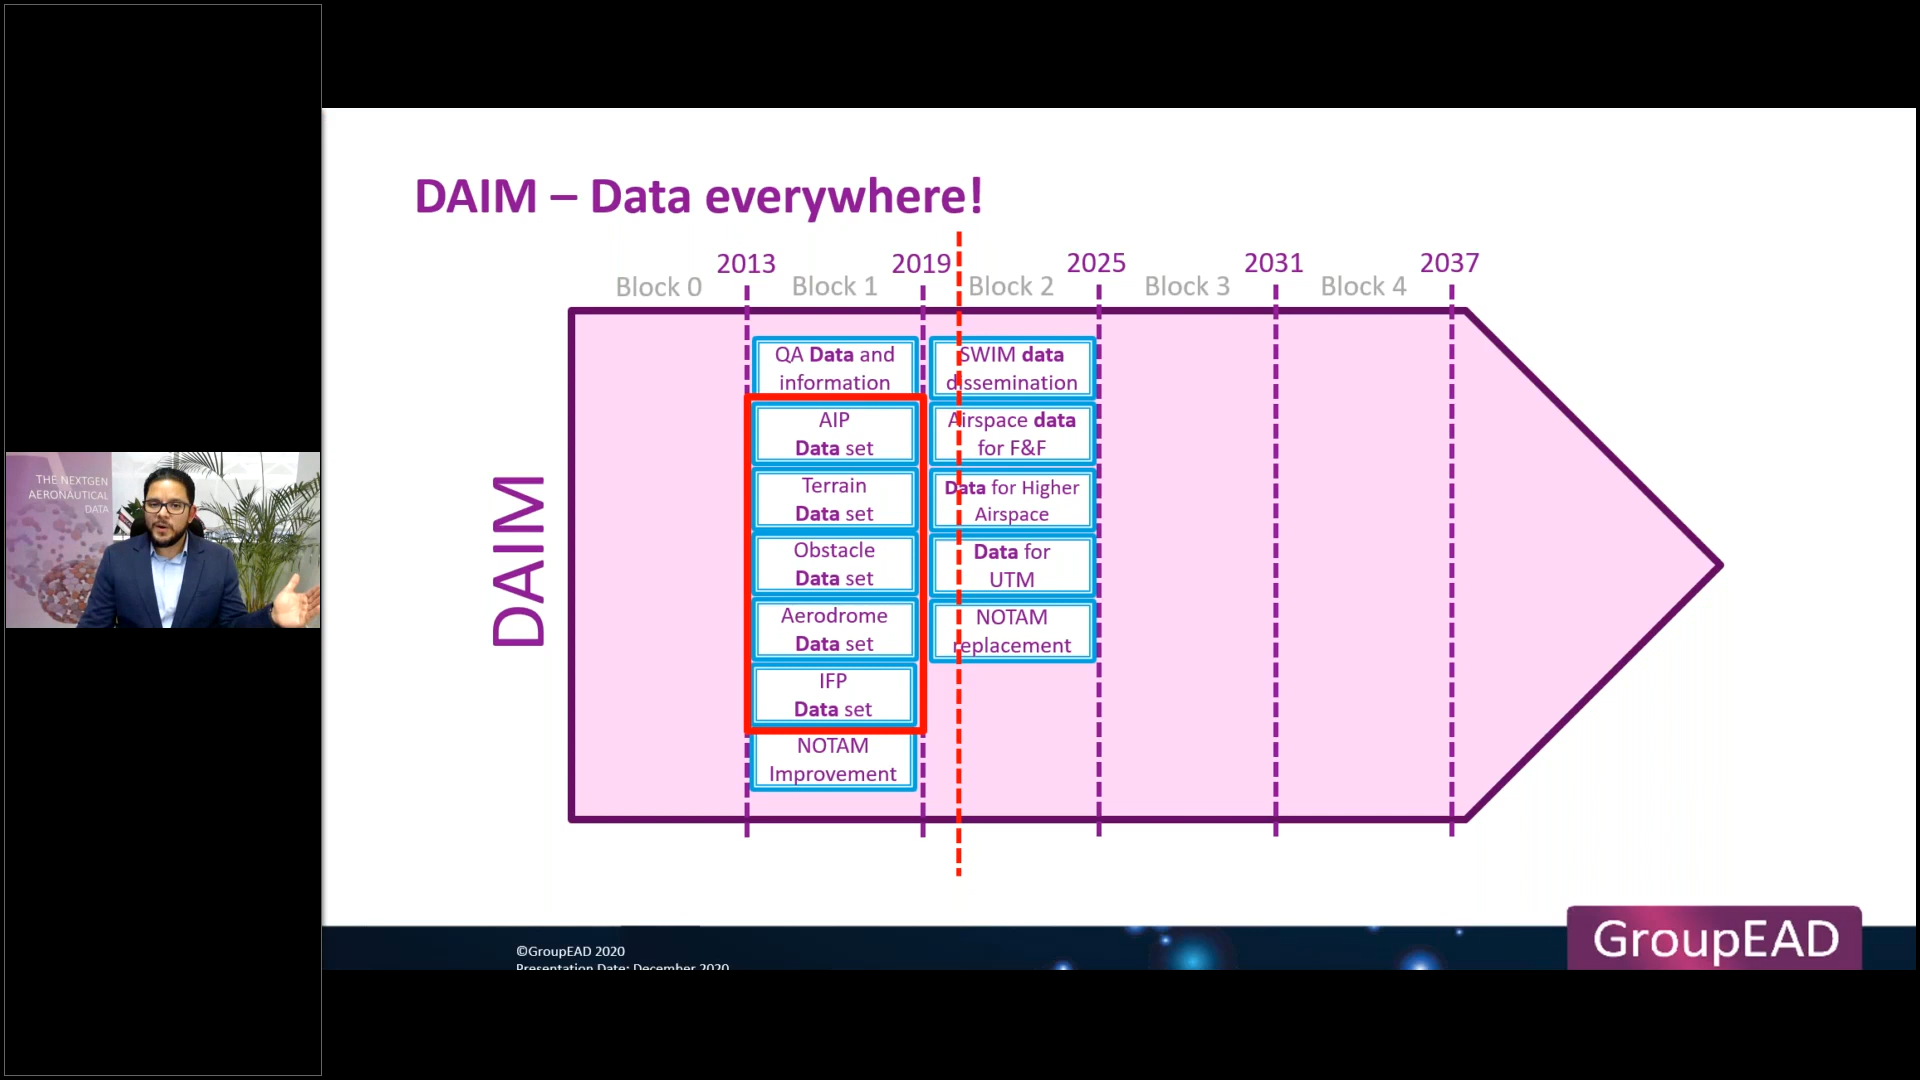 THE NEXTGEN
AERONAUTICAL
DATA
DAIM – Data everywhere!
2013
2019
2025
2031
2037
Block 0
Block 1
Block 2
Block 3
Block 4
DAIM
QA Data and
information
AIP
Data set
Terrain
Data set
Obstacle
Data set
Aerodrome
Data set
IFP
Data set
NOTAM
Improvement
SWIM data
dissemination
Airspace data
for F&F
Data for Higher
Airspace
Data for
UTM
NOTAM
replacement
©GroupEAD 2020
Presentation Date: December 2020
GroupEAD